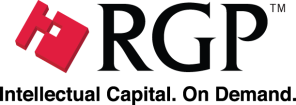 RGP™
Intellectual Capital. On Demand.